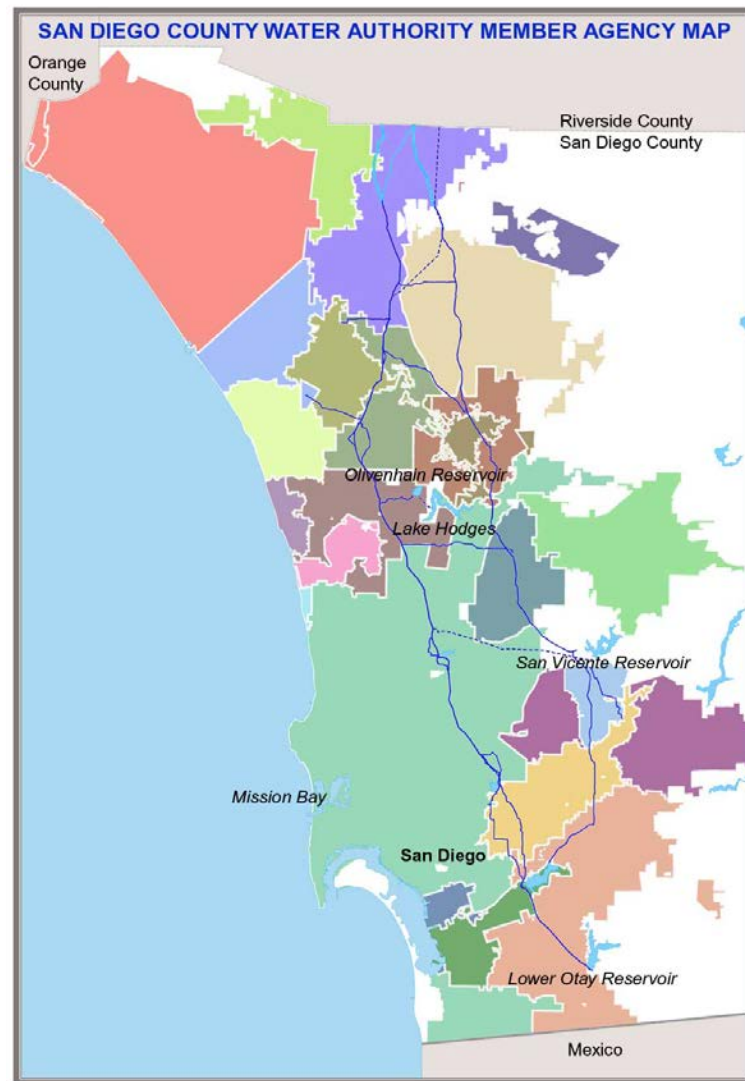 SAN DIEGO COUNTY WATER AUTHORITY MEMBER AGENCY MAP
Orange
County
Riverside County
San Diego County
Olivenhain Reservoir
Lake Hodges
San Vicente Reservoir
Mission Bay
San Diego
Lower Otay Reservoir
Mexico